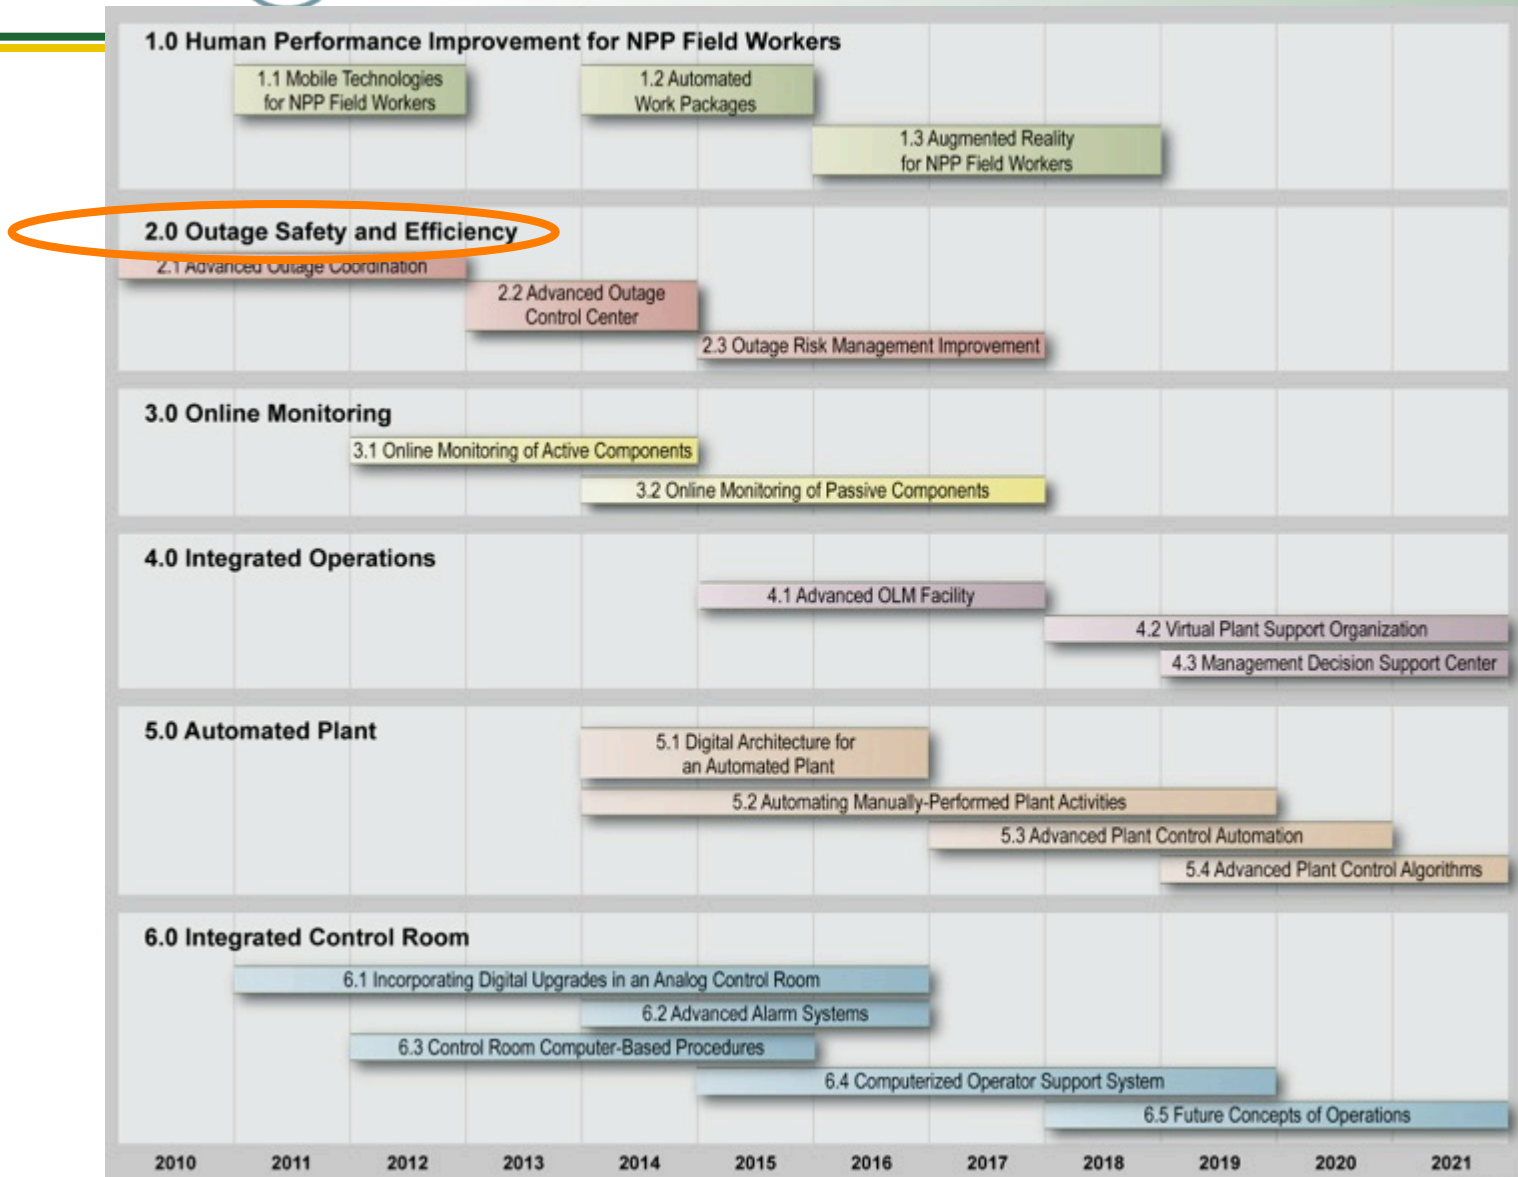 1.0 Human Performance Improvement for NPP Field Workers
1.1 Mobile Technologies
for NPP Field Workers
1.2 Automated
Work Packages
1.3 Augmented Reality
for NPP Field Workers
2.0 Outage Safety and Efficiency
2.1 Advanced Outage Coordination
2.2 Advanced Outage
Control Center
2.3 Outage Risk Management Improvement
3.0 Online Monitoring
3.1 Online Monitoring of Active Components
3.2 Online Monitoring of Passive Components
4.0 Integrated Operations
4.1 Advanced OLM Facility
4.2 Virtual Plant Support Organization
4.3 Management Decision Support Center
5.0 Automated Plant
5.1 Digital Architecture for
an Automated Plant
5.2 Automating Manually-Performed Plant Activities
5.3 Advanced Plant Control Automation
5.4 Advanced Plant Control Algorithms
6.0 Integrated Control Room
6.1 Incorporating Digital Upgrades in an Analog Control Room
6.2 Advanced Alarm Systems
6.3 Control Room Computer-Based Procedures
6.4 Computerized Operator Support System
6.5 Future Concepts of Operations
2010 2011 2012 2013 2014 2015 2016 2017 2018 2019 2020 2021